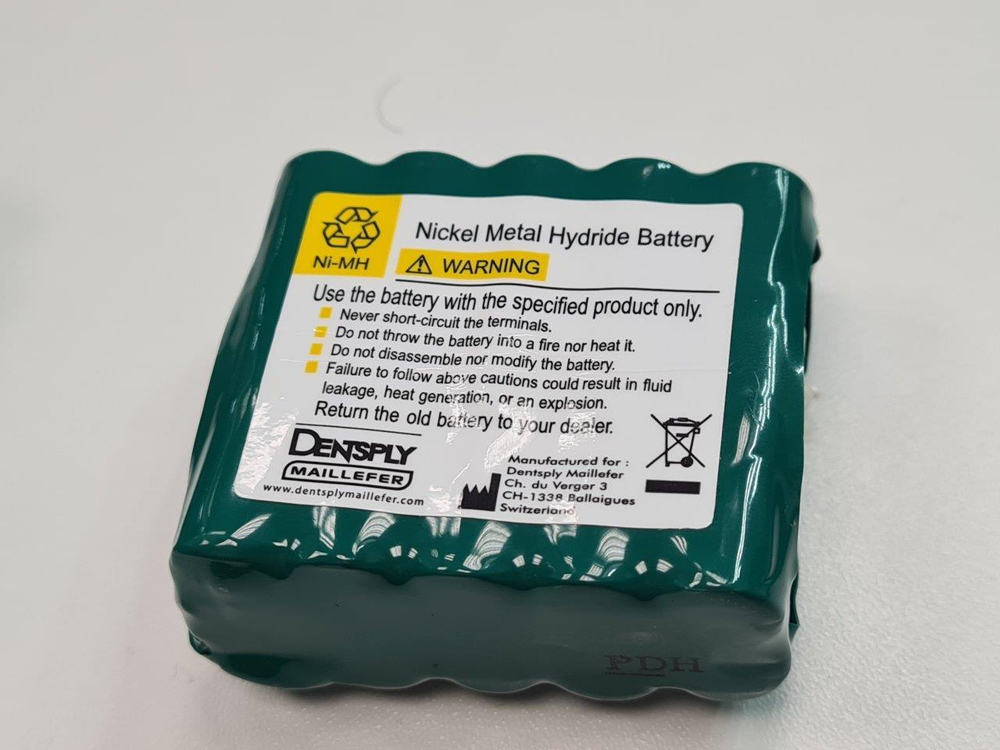 Nickel Metal Hydride Battery
Ni-MH
WARNING
Use the battery with the specified product only.
Never short-circuit the terminals.
Do not throw the battery into a fire nor heat it.
Do not disassemble nor modify the battery.
Failure to follow above cautions could result in fluid
leakage, heat generation, or an explosion.
Return the old battery to your dealer.
DENTSPLY
MAILLEFER
www.dentsplymaillefer.com
Manufactured for :
Dentsply Maillefer
Ch. du Verger 3
CH-1338 Ballaigues
Switzerland
PDH